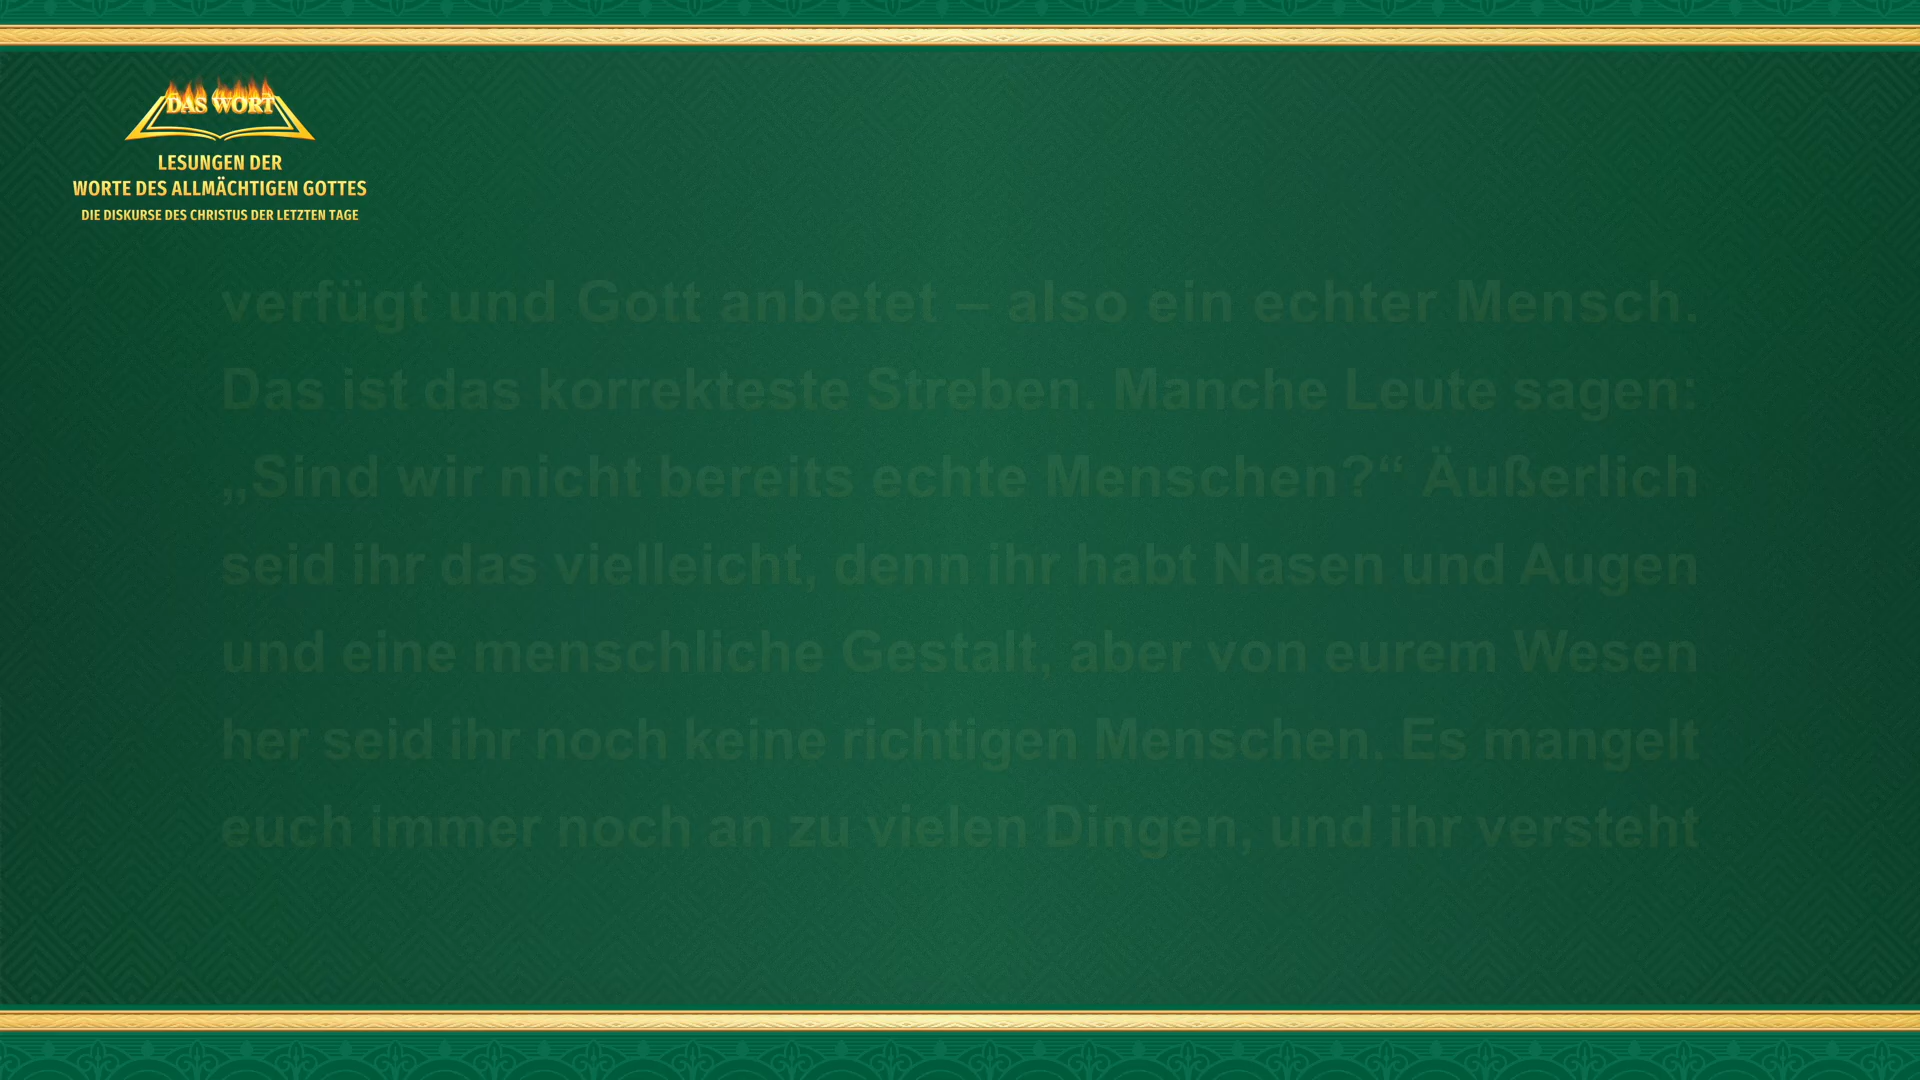 DAS WORT
LESUNGEN DER
WORTE DES ALLMÄCHTIGEN GOTTES
DIE DISKURSE DES CHRISTUS DER LETZTEN TAGE
verfügt und Gott anbetet – also ein echter Mensch.
Das ist das korrekteste Streben. Manche Leute sagen:
„Sind wir nicht bereits echte Menschen?“ Äußerlich
seid ihr das vielleicht, denn ihr habt Nasen und Augen
und eine menschliche Gestalt, aber von eurem Wesen
her seid ihr noch keine richtigen Menschen. Es mangelt
euch immer noch an zu vielen Dingen, und ihr versteht